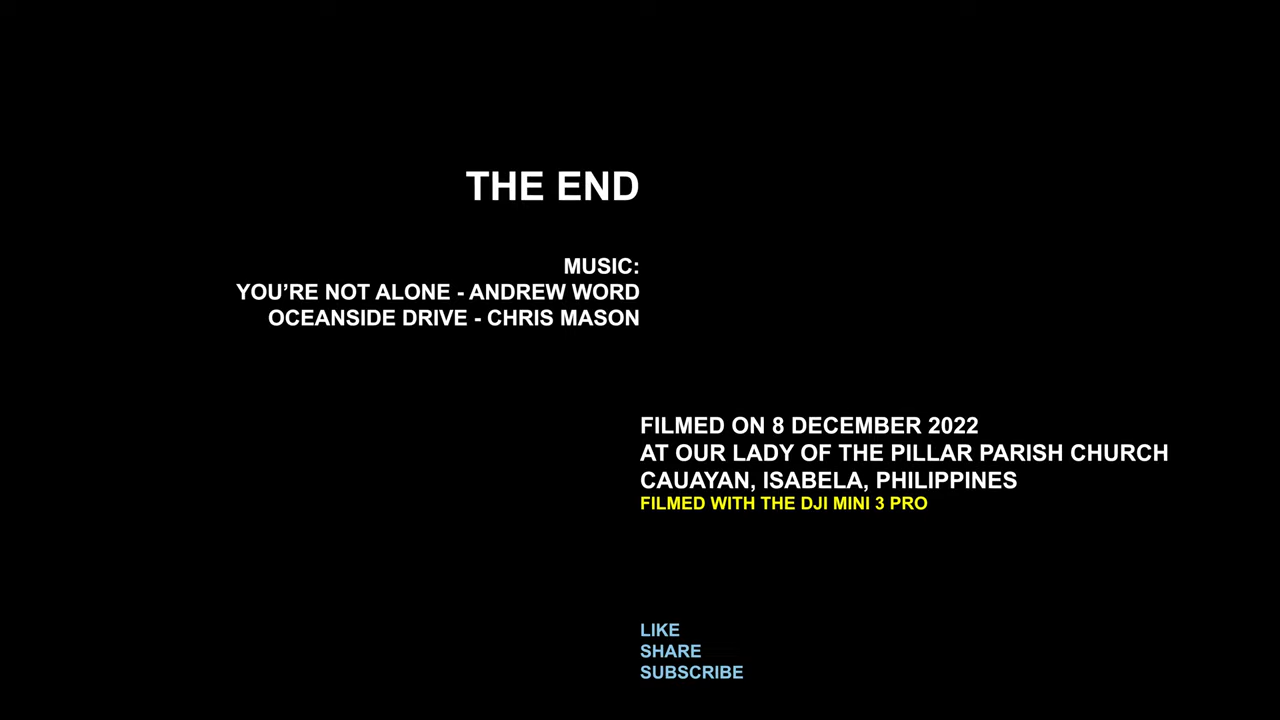 THE END
MUSIC:
YOU’RE NOT ALONE - ANDREW WORD
OCEANSIDE DRIVE - CHRIS MASON
FILMED ON 8 DECEMBER 2022
AT OUR LADY OF THE PILLAR PARISH CHURCH
CAUAYAN, ISABELA, PHILIPPINES
FILMED WITH THE DJI MINI 3 PRO
LIKE
SHARE
SUBSCRIBE